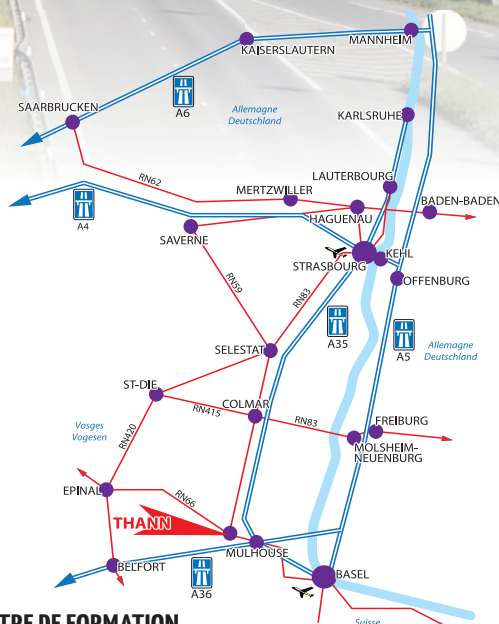 MANNHEIM
KAISERSLAUTERN
A6
SAARBRUCKEN
Allemagne
Deutschland
KARLSRUHE
RN62
LAUTERBOURG
MERTZWILLER
BADEN-BADEN
A4
HAGUENAU
SAVERNE
KEHL
STRASBOURG
OFFENBURG
RN59
RN83
A35
A5
Allemagne
Deutschland
SELESTAT
ST-DIE
COLMAR
RN415
RN83
FREIBURG
Vosges
Vogesen
RN420
MOLSHEIM-
NEUENBURG
EPINAL
RN66
THANN
MULHOUSE
BELFORT
A36
BASEL
TRE DE FORMATION
Suisse